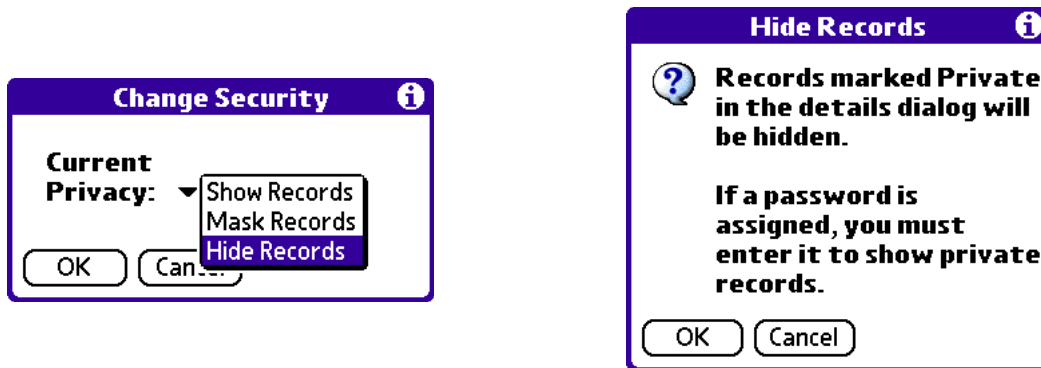 Change Security
Current
Privacy:
Show Records
Mask Records
Hide Records
OK
Hide Records
Records marked Private
in the details dialog will
be hidden.
If a password is
assigned, you must
enter it to show private
records.
OK
Cancel